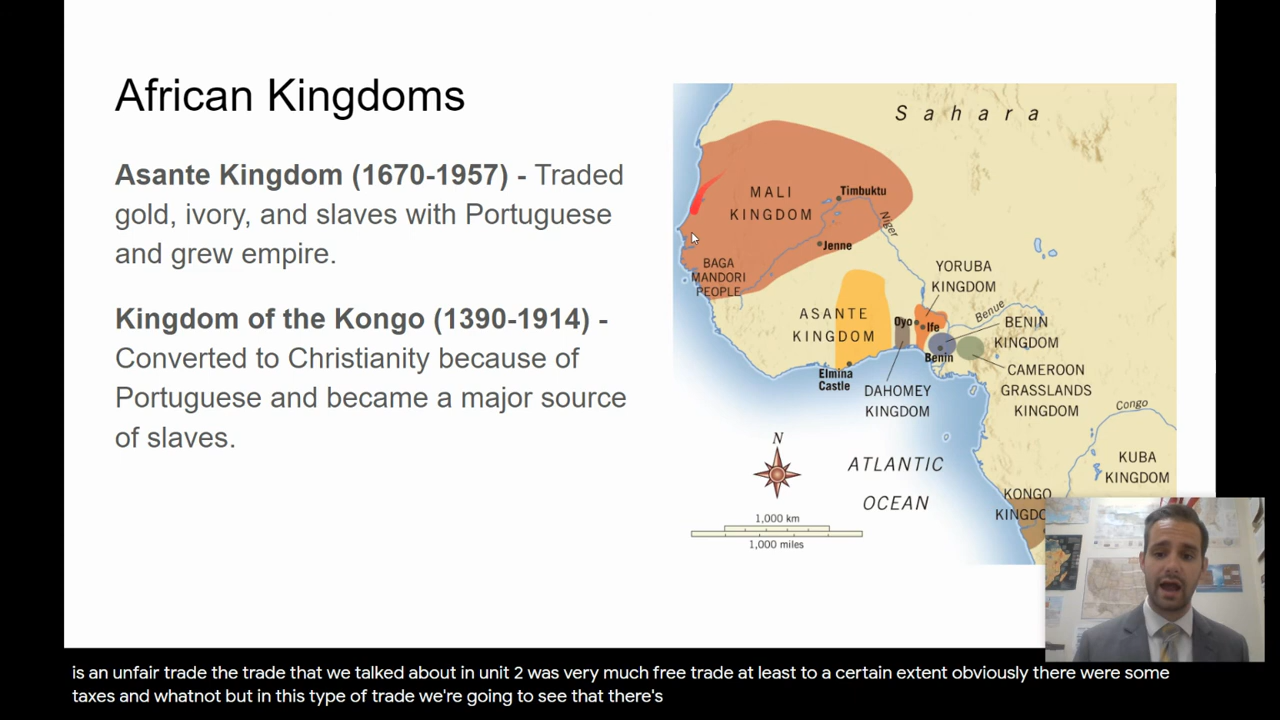 African Kingdoms
Asante Kingdom (1670-1957) - Traded
gold, ivory, and slaves with Portuguese
and grew empire.
Kingdom of the Kongo (1390-1914) -
Converted to Christianity because of
Portuguese and became a major source
of slaves.
Sahara
MALI
KINGDOM
Timbuktu
Niger
Jenne
BAGA
MANDORI
PEOPLE
YORUBA
KINGDOM
ASANTE
KINGDOM
Oyo
Ife
Benue
BENIN
KINGDOM
Benin
Elmina
Castle
DAHOMEY
KINGDOM
CAMEROON
GRASSLANDS
KINGDOM
Congo
N
ATLANTIC
OCEAN
KUBA
KINGDOM
KONGO
KINGDO
1,000 km
1,000 miles
is an unfair trade the trade that we talked about in unit 2 was very much free trade at least to a certain extent obviously there were some
taxes and whatnot but in this type of trade we're going to see that there's